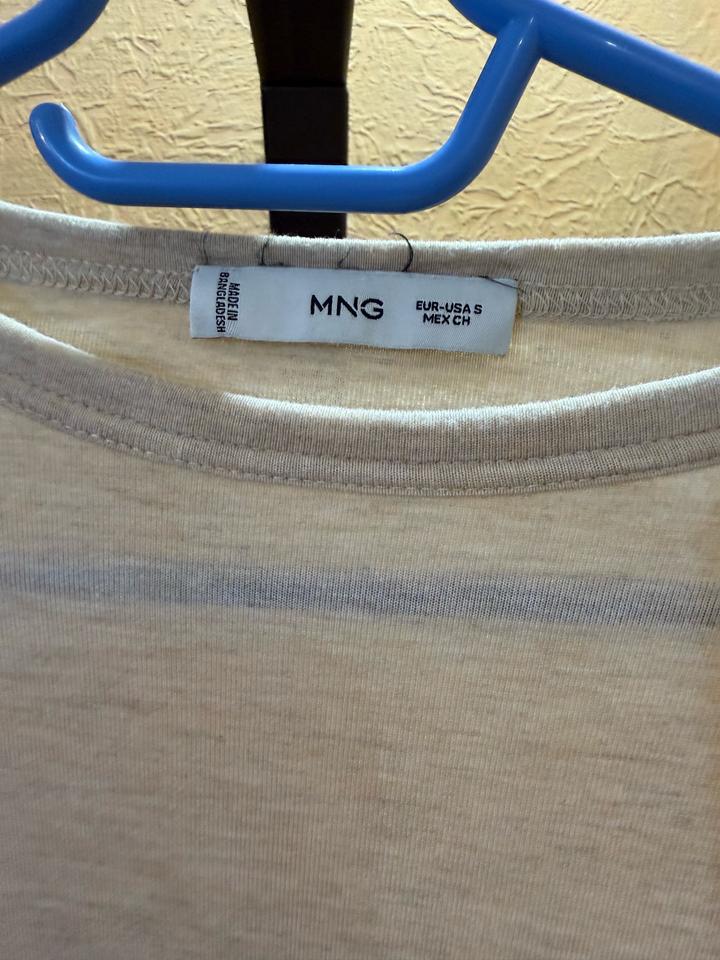 MADE IN
BANGLADESH
MNG
EUR-USA S
MEX CH